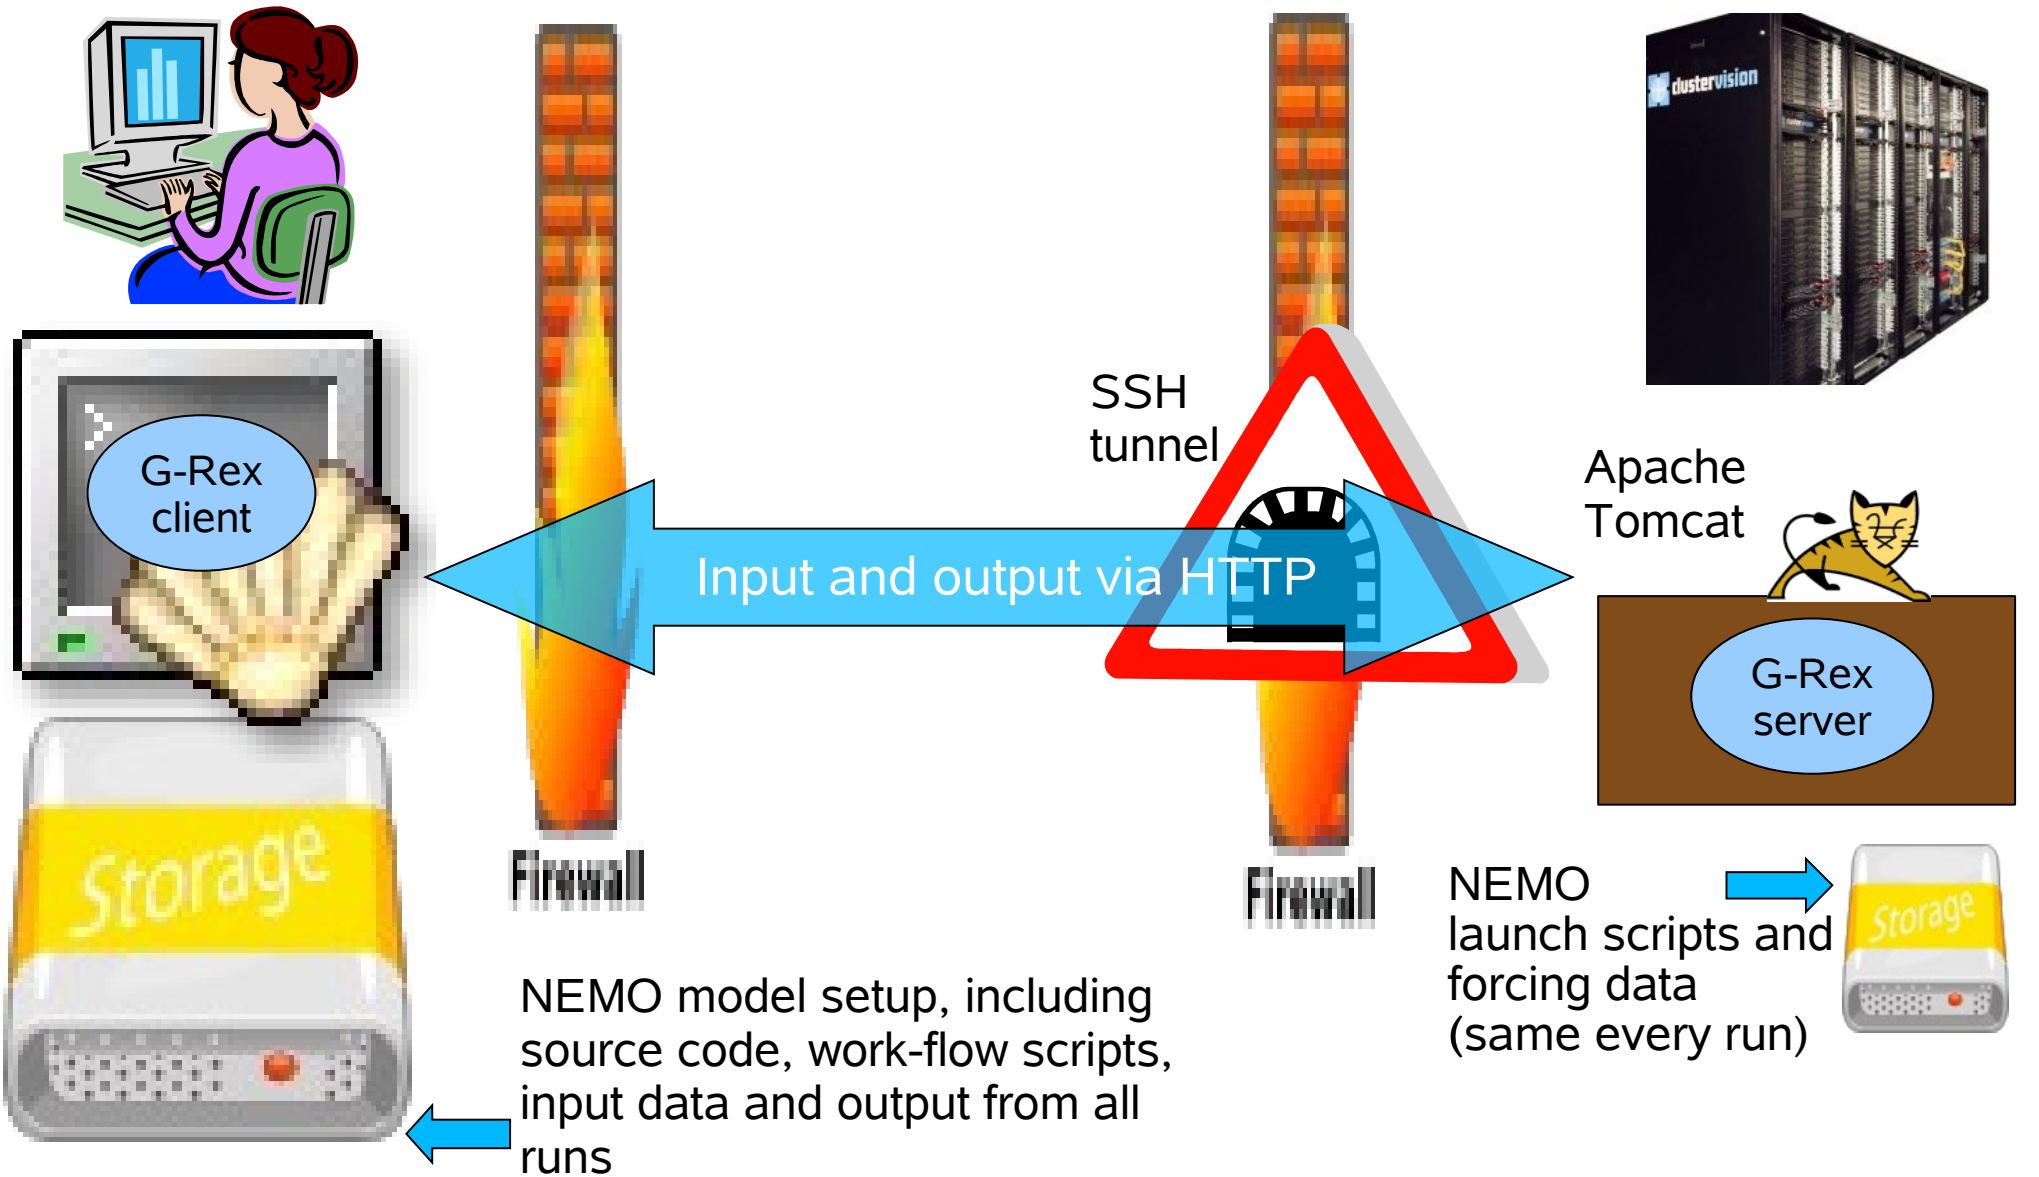 clustervision
SSH
tunnel
G-Rex
client
Apache
Tomcat
Input and output via HTTP
G-Rex
server
Storage
Firewall
Firewall
NEMO
launch scripts and
forcing data
(same every run)
Storage
NEMO model setup, including
source code, work-flow scripts,
input data and output from all
runs